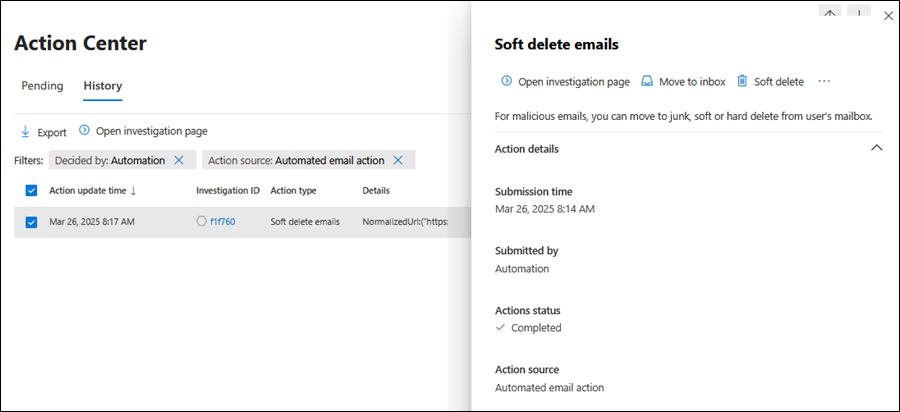 Action Center
Pending History
Export Open investigation page
Filters: Decided by: Automation Action source: Automated email action
Action update time Investigation ID Action type Details
Mar 26, 2025 8:17 AM f1f760 Soft delete emails NormalizedUrl:("https:
Soft delete emails
Open investigation page Move to inbox Soft delete ...
For malicious emails, you can move to junk, soft or hard delete from user's mailbox.
Action details
Submission time
Mar 26, 2025 8:14 AM
Submitted by
Automation
Actions status
Completed
Action source
Automated email action